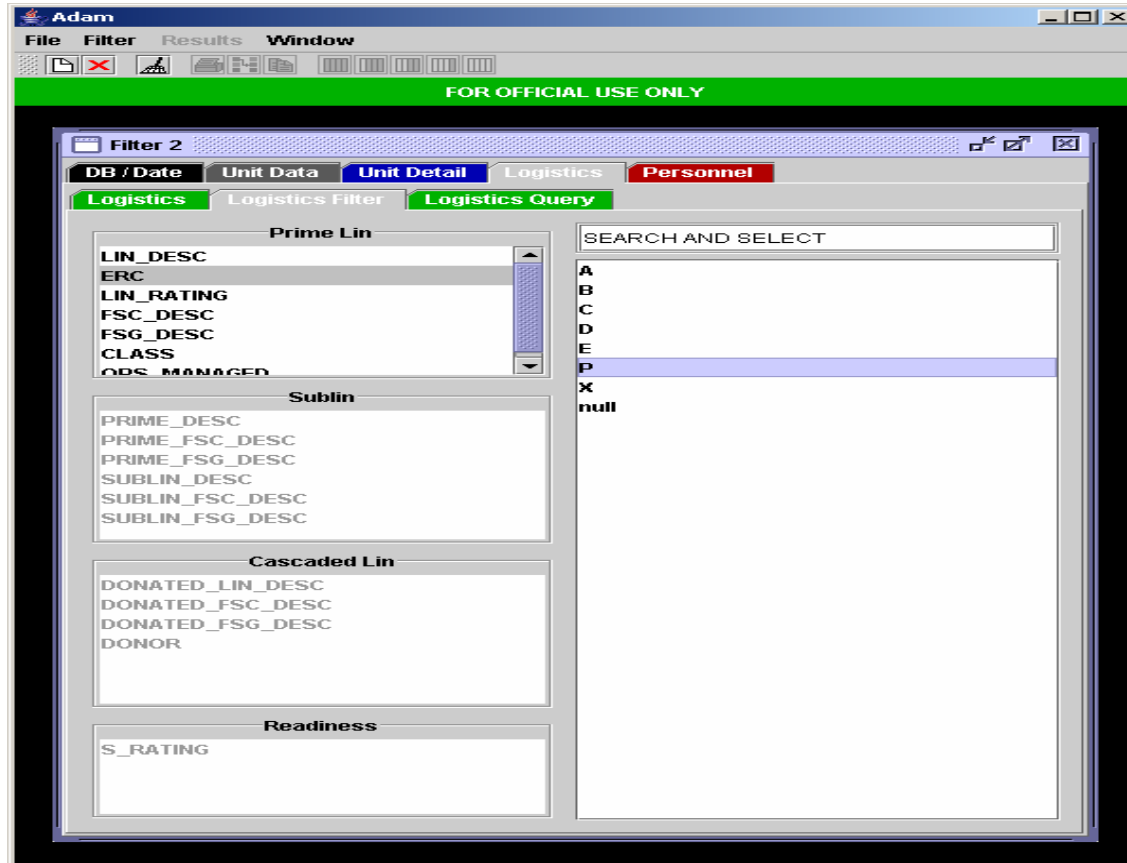 Adam
File Filter Results Window
FOR OFFICIAL USE ONLY
Filter 2
DB / Date Unit Data Unit Detail Logistics Personnel
Logistics Logistics Filter Logistics Query
Prime Lin
LIN_DESC
ERC
LIN_RATING
FSC_DESC
FSG_DESC
CLASS
OPS_MANAGED
Sublin
PRIME_DESC
PRIME_FSC_DESC
PRIME_FSG_DESC
SUBLIN_DESC
SUBLIN_FSC_DESC
SUBLIN_FSG_DESC
Cascaded Lin
DONATED_LIN_DESC
DONATED_FSC_DESC
DONATED_FSG_DESC
DONOR
Readiness
S_RATING
SEARCH AND SELECT
A
B
C
D
E
P
X
null